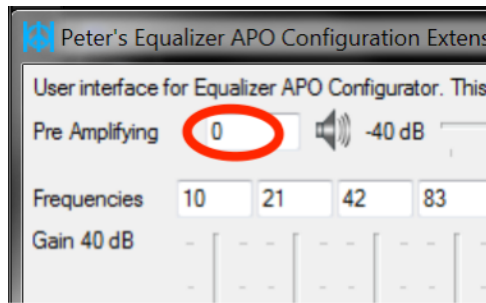 Peter's Equalizer APO Configuration Extens
User interface for Equalizer APO Configurator. This
Pre Amplifying 0 -40 dB
Frequencies 10 21 42 83
Gain 40 dB